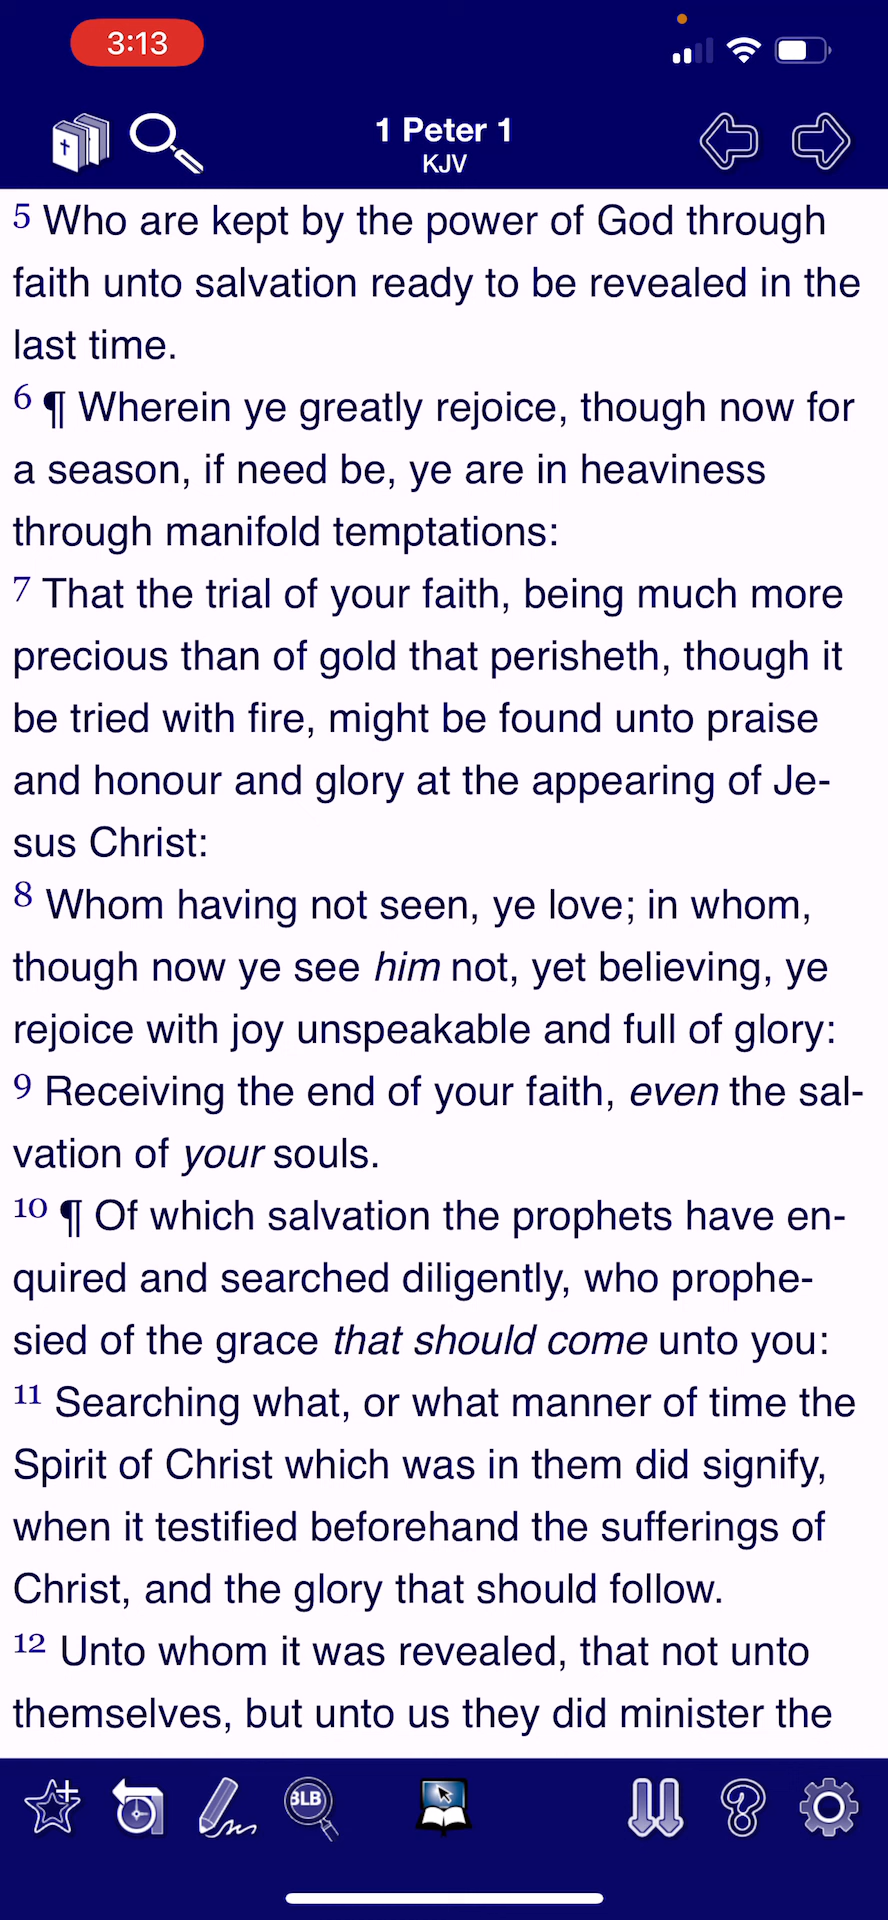 3:13
1 Peter 1
KJV
5 Who are kept by the power of God through
faith unto salvation ready to be revealed in the
last time.
6 ¶ Wherein ye greatly rejoice, though now for
a season, if need be, ye are in heaviness
through manifold temptations:
7 That the trial of your faith, being much more
precious than of gold that perisheth, though it
be tried with fire, might be found unto praise
and honour and glory at the appearing of Je-
sus Christ:
8 Whom having not seen, ye love; in whom,
though now ye see him not, yet believing, ye
rejoice with joy unspeakable and full of glory:
9 Receiving the end of your faith, even the sal-
vation of your souls.
10 ¶ Of which salvation the prophets have en-
quired and searched diligently, who prophe-
sied of the grace that should come unto you:
11 Searching what, or what manner of time the
Spirit of Christ which was in them did signify,
when it testified beforehand the sufferings of
Christ, and the glory that should follow.
12 Unto whom it was revealed, that not unto
themselves, but unto us they did minister the
BLB